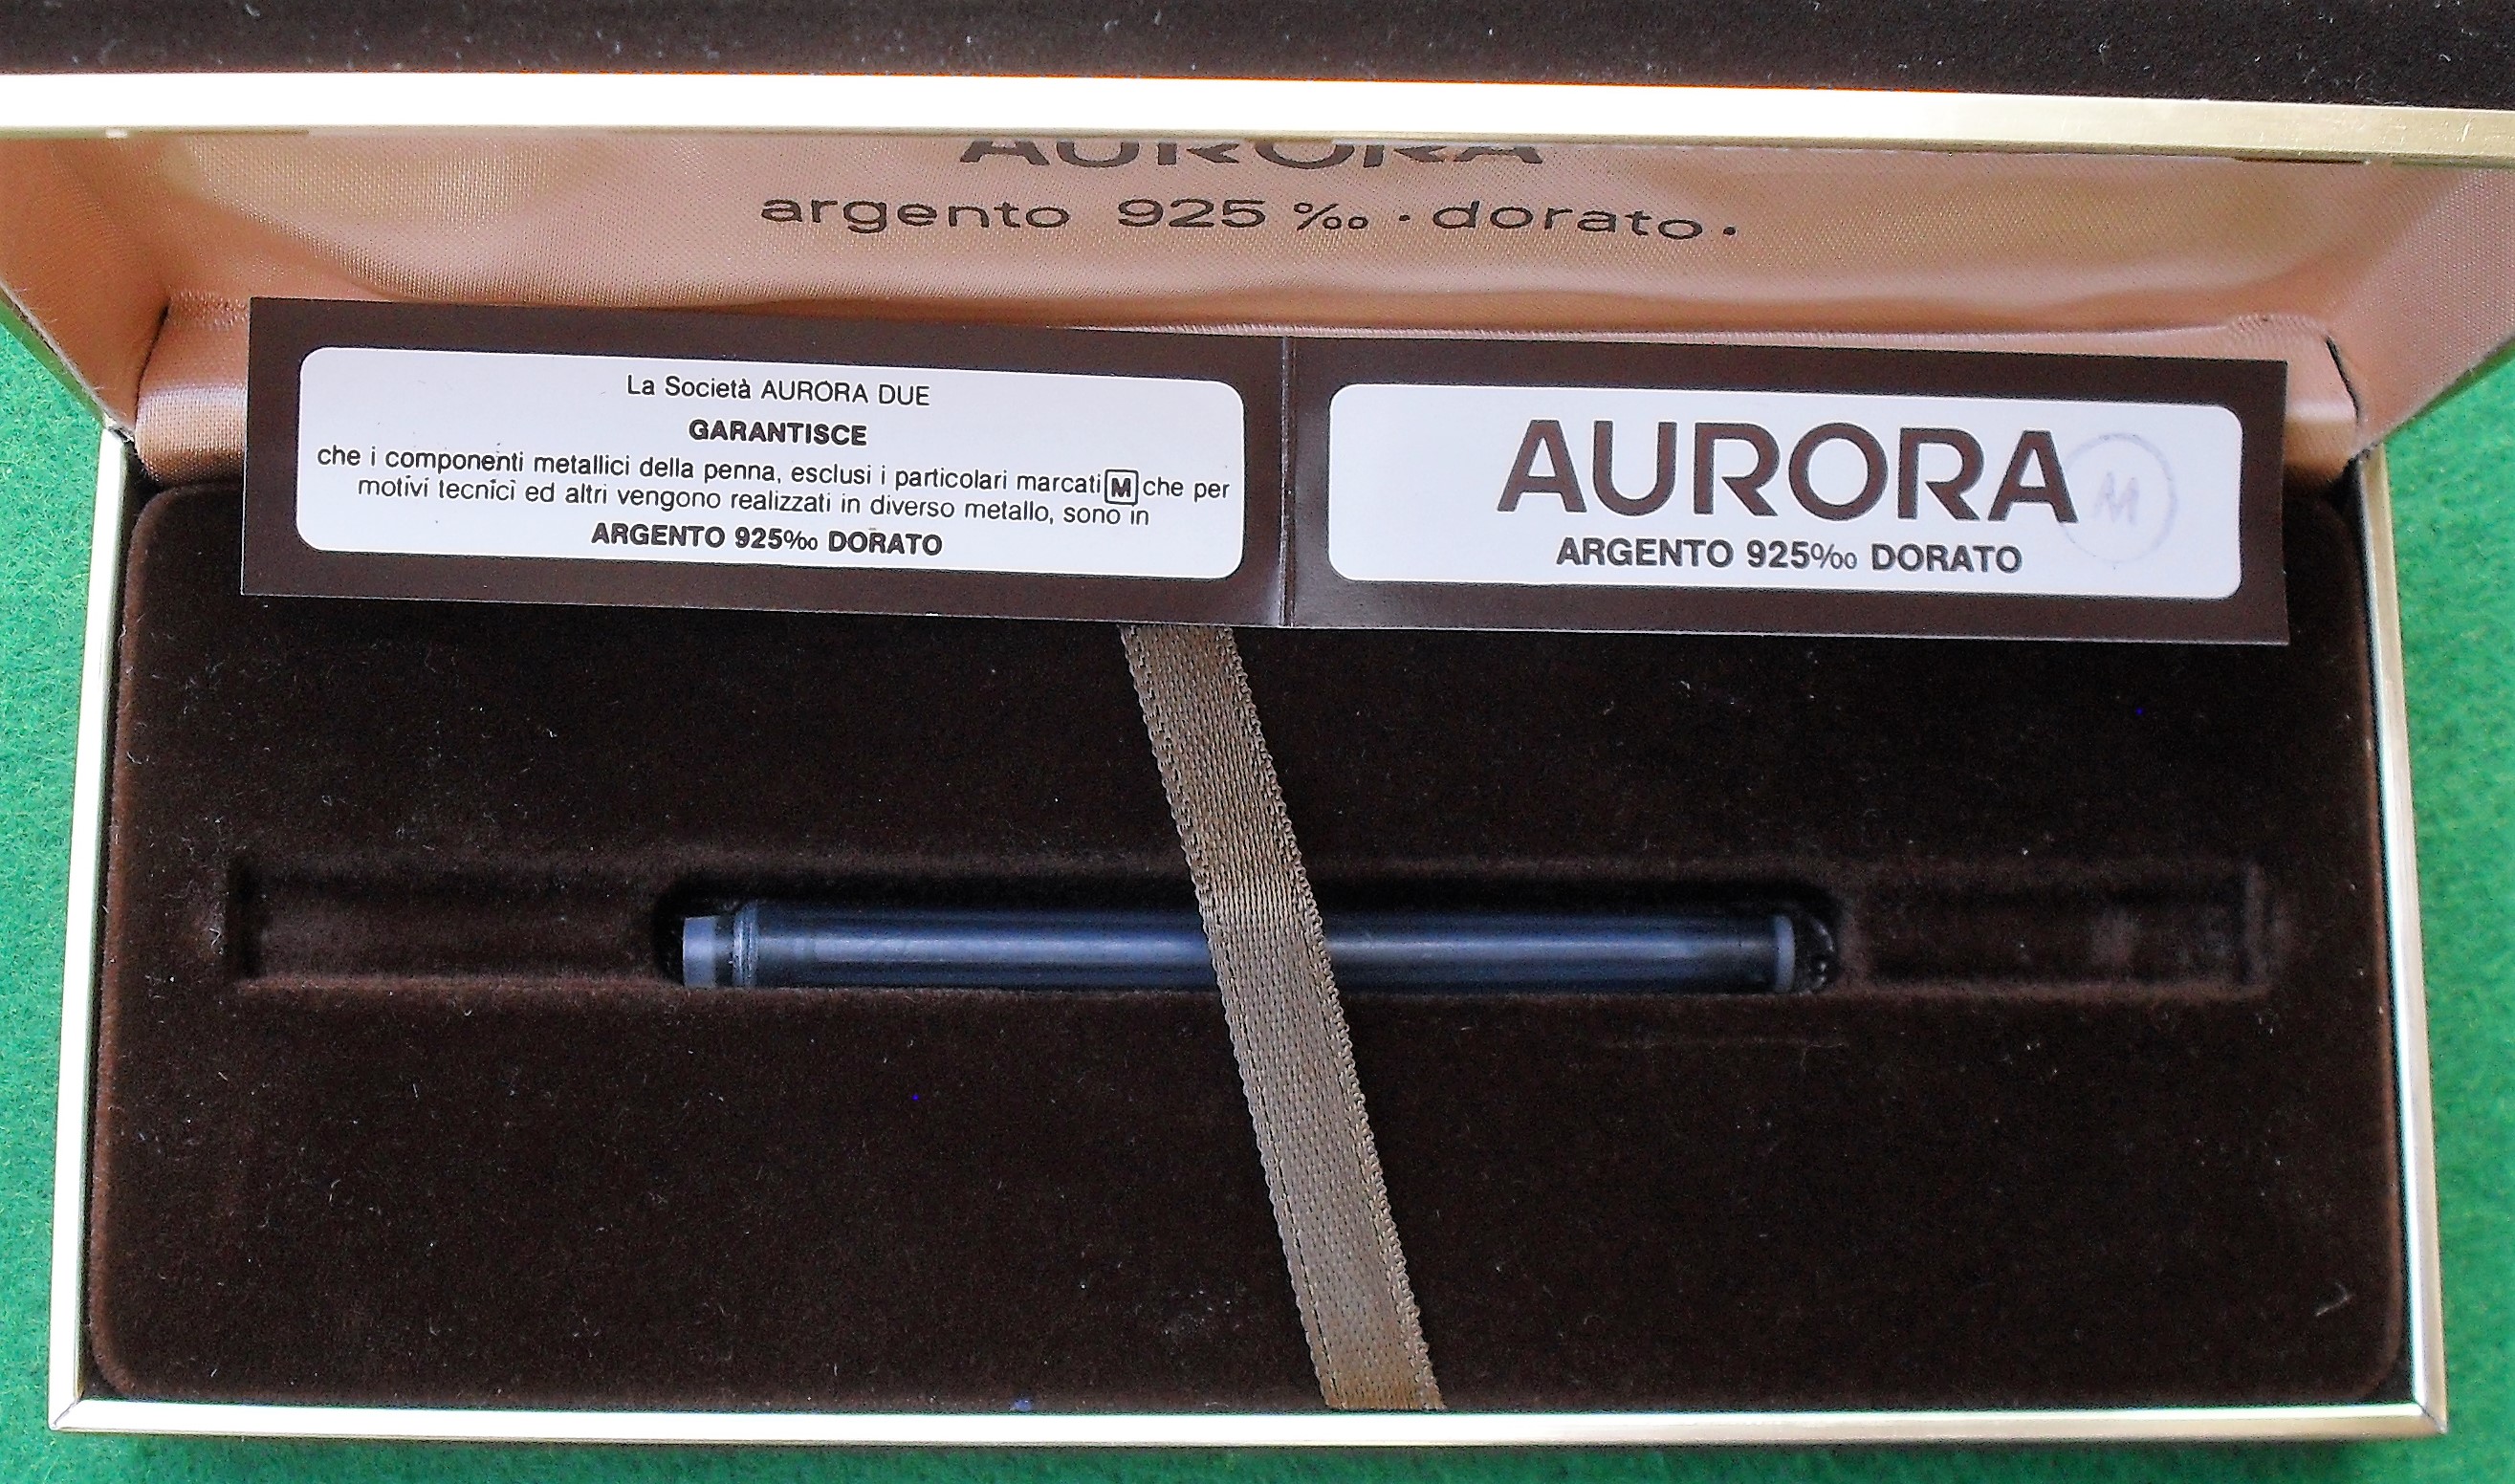 AURORA
argento 925 ‰ · dorato.
La Società AURORA DUE
GARANTISCE
che i componenti metallici della penna, esclusi i particolari marcati M che per
motivi tecnici ed altri vengono realizzati in diverso metallo, sono in
ARGENTO 925‰ DORATO
AURORA
M
ARGENTO 925‰ DORATO